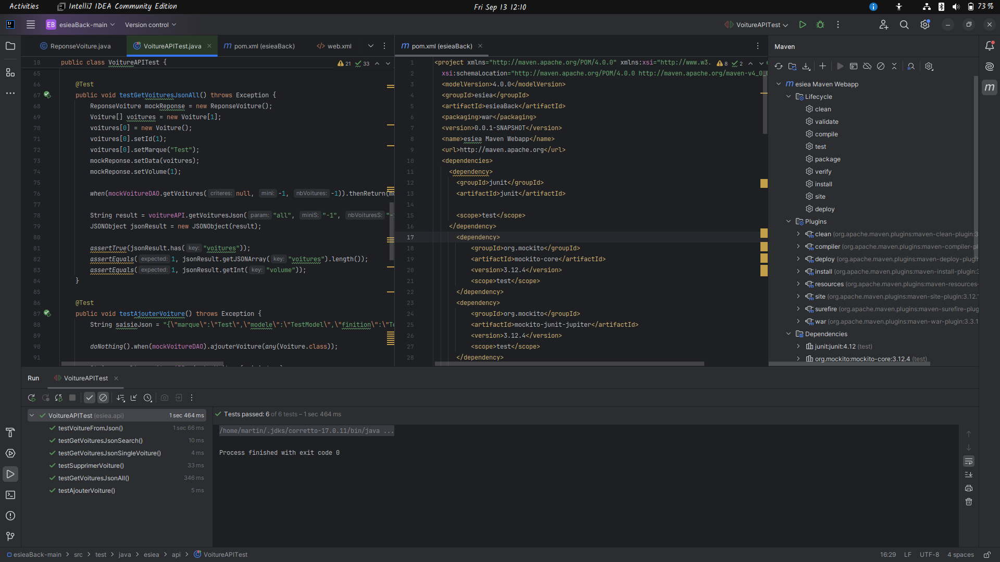 Activities
IntelliJ IDEA Community Edition
Fri Sep 13 12:10
73 %
EB esieaBack-main
Version control
VoitureAPITest
ReponseVoiture.java
VoitureAPITest.java
pom.xml (esieaBack)
web.xml
pom.xml (esieaBack)
Maven
18 public class VoitureAPITest {
21 33
65
66 @Test
67 public void testGetVoituresJsonAll() throws Exception {
68 ReponseVoiture mockReponse = new ReponseVoiture();
69 Voiture[] voitures = new Voiture[1];
70 voitures[0] = new Voiture();
71 voitures[0].setId(1);
72 voitures[0].setMarque("Test");
73 mockReponse.setData(voitures);
74 mockReponse.setVolume(1);
75
76 when(mockVoitureDAO.getVoitures( criteres: null, mini: -1, nbVoitures: -1)).thenReturn(
77
78 String result = voitureAPI.getVoituresJson( param: "all", miniS: "-1", nbVoituresS: "-
79 JSONObject jsonResult = new JSONObject(result);
80
81 assertTrue(jsonResult.has( key: "voitures"));
82 assertEquals( expected: 1, jsonResult.getJSONArray( key: "voitures").length());
83 assertEquals( expected: 1, jsonResult.getInt( key: "volume"));
84 }
85
86 @Test
87 public void testAjouterVoiture() throws Exception {
88 String saisieJson = "{\"marque\":\"Test\",\"modele\":\"TestModel\",\"finition\":\"Te
89
90 doNothing().when(mockVoitureDAO).ajouterVoiture(any(Voiture.class));
91
1 <project xmlns="http://maven.apache.org/POM/4.0.0" xmlns:xsi="http://www.w3.
8 2
2 xsi:schemaLocation="http://maven.apache.org/POM/4.0.0 http://maven.apache.org/maven-v4_0_
3 <modelVersion>4.0.0</modelVersion>
4 <groupId>esiea</groupId>
5 <artifactId>esieaBack</artifactId>
6 <packaging>war</packaging>
7 <version>0.0.1-SNAPSHOT</version>
8 <name>esiea Maven Webapp</name>
9 <url>http://maven.apache.org</url>
10 <dependencies>
11 <dependency>
12 <groupId>junit</groupId>
13 <artifactId>junit</artifactId>
14
15 <scope>test</scope>
16 </dependency>
17 <dependency>
18 <groupId>org.mockito</groupId>
19 <artifactId>mockito-core</artifactId>
20 <version>3.12.4</version>
21 <scope>test</scope>
22 </dependency>
23 <dependency>
24 <groupId>org.mockito</groupId>
25 <artifactId>mockito-junit-jupiter</artifactId>
26 <version>3.12.4</version>
27 <scope>test</scope>
28 </dependency>
esiea Maven Webapp
Lifecycle
clean
validate
compile
test
package
verify
install
site
deploy
Plugins
clean (org.apache.maven.plugins:maven-clean-plugin:3
compiler (org.apache.maven.plugins:maven-compiler-pl
deploy (org.apache.maven.plugins:maven-deploy-plugin
install (org.apache.maven.plugins:maven-install-plugin:3
resources (org.apache.maven.plugins:maven-resources-
site (org.apache.maven.plugins:maven-site-plugin:3.12.
surefire (org.apache.maven.plugins:maven-surefire-plug
war (org.apache.maven.plugins:maven-war-plugin:3.3.1
Dependencies
junit:junit:4.12 (test)
org.mockito:mockito-core:3.12.4 (test)
Run
VoitureAPITest
VoitureAPITest (esiea.api) 1 sec 464 ms
testVoitureFromJson() 1 sec 66 ms
testGetVoituresJsonSearch() 10 ms
testGetVoituresJsonSingleVoiture() 4 ms
testSupprimerVoiture() 33 ms
testGetVoituresJsonAll() 346 ms
testAjouterVoiture() 5 ms
Tests passed: 6 of 6 tests – 1 sec 464 ms
/home/martin/.jdks/corretto-17.0.11/bin/java ...
Process finished with exit code 0
esieaBack-main > src > test > java > esiea > api > VoitureAPITest
16:29 LF UTF-8 4 spaces